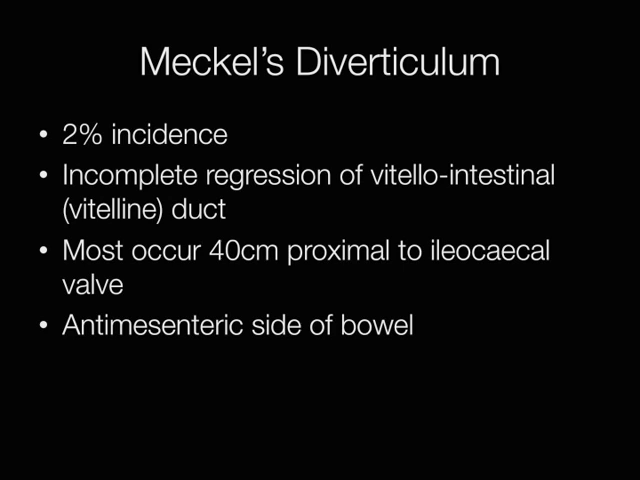 Meckel’s Diverticulum
• 2% incidence
• Incomplete regression of vitello-intestinal
(vitelline) duct
• Most occur 40cm proximal to ileocaecal
valve
• Antimesenteric side of bowel